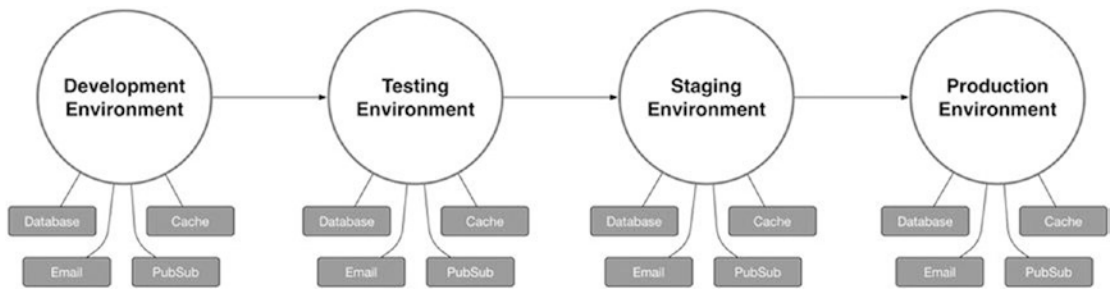 Development
Environment
Testing
Environment
Staging
Environment
Production
Environment
Database
Cache
Email
PubSub
Database
Cache
Email
PubSub
Database
Cache
Email
PubSub
Database
Cache
Email
PubSub